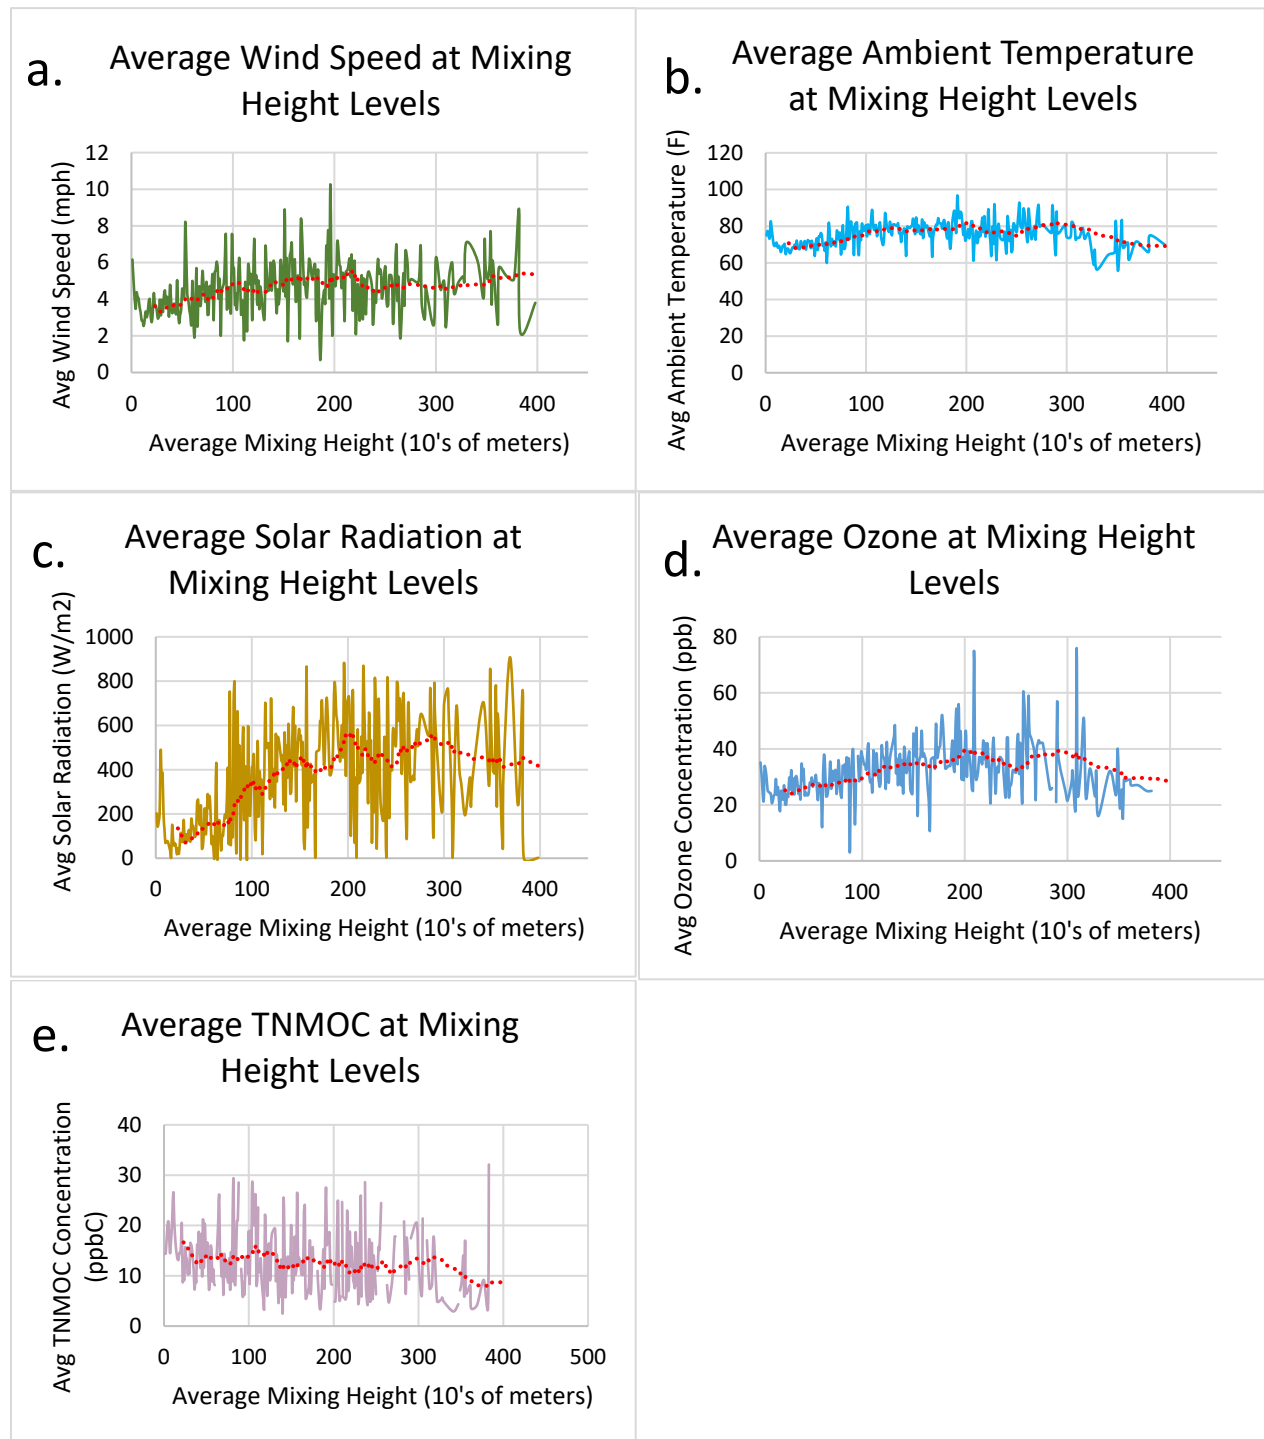 a.
Average Wind Speed at Mixing
Height Levels
Avg Wind Speed (mph)
12
10
8
6
4
2
0
0 100 200 300 400
Average Mixing Height (10's of meters)
b.
Average Ambient Temperature
at Mixing Height Levels
Avg Ambient Temperature (F)
120
100
80
60
40
20
0
0 100 200 300 400
Average Mixing Height (10's of meters)
c.
Average Solar Radiation at
Mixing Height Levels
Avg Solar Radiation (W/m2)
1000
800
600
400
200
0
0 100 200 300 400
Average Mixing Height (10's of meters)
d.
Average Ozone at Mixing Height
Levels
Avg Ozone Concentration (ppb)
80
60
40
20
0
0 100 200 300 400
Average Mixing Height (10's of meters)
e.
Average TNMOC at Mixing
Height Levels
Avg TNMOC Concentration
(ppbC)
40
30
20
10
0
0 100 200 300 400 500
Average Mixing Height (10's of meters)